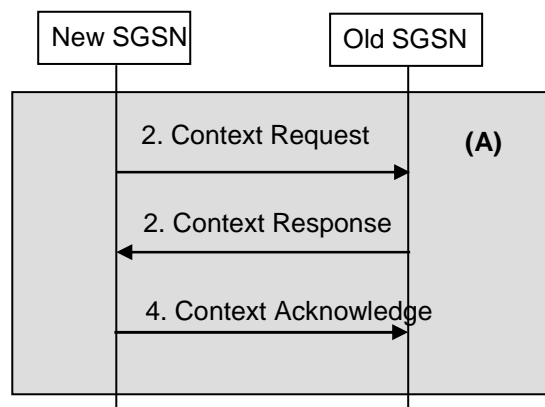 New SGSN
Old SGSN
2. Context Request
(A)
2. Context Response
4. Context Acknowledge